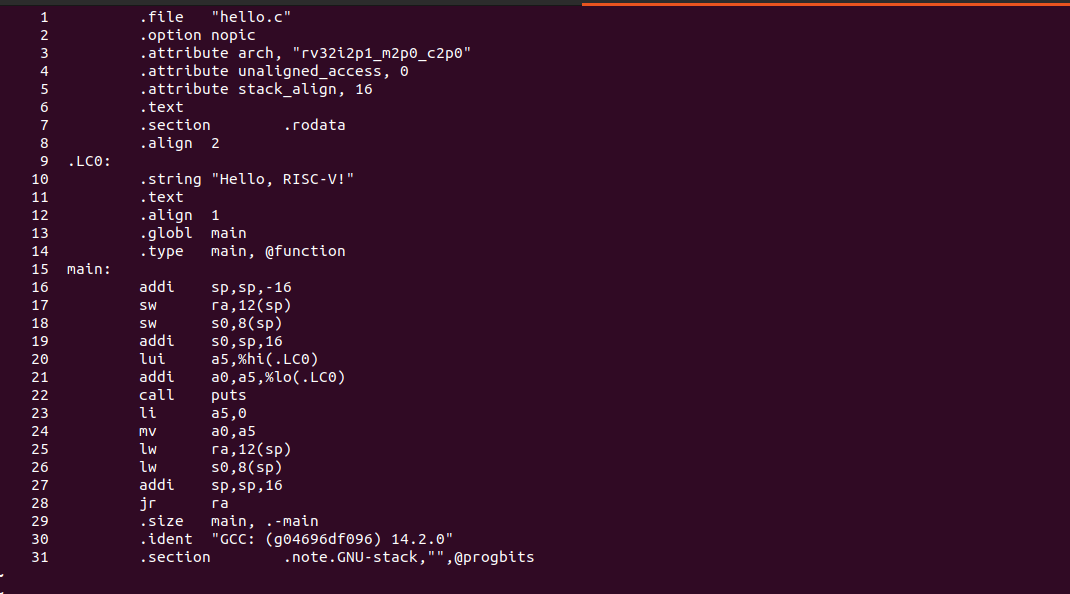 1 .file "hello.c"
2 .option nopic
3 .attribute arch, "rv32i2p1_m2p0_c2p0"
4 .attribute unaligned_access, 0
5 .attribute stack_align, 16
6 .text
7 .section .rodata
8 .align 2
9 .LC0:
10 .string "Hello, RISC-V!"
11 .text
12 .align 1
13 .globl main
14 .type main, @function
15 main:
16 addi sp,sp,-16
17 sw ra,12(sp)
18 sw s0,8(sp)
19 addi s0,sp,16
20 lui a5,%hi(.LC0)
21 addi a0,a5,%lo(.LC0)
22 call puts
23 li a5,0
24 mv a0,a5
25 lw ra,12(sp)
26 lw s0,8(sp)
27 addi sp,sp,16
28 jr ra
29 .size main, .-main
30 .ident "GCC: (g04696df096) 14.2.0"
31 .section .note.GNU-stack,"",@progbits
~